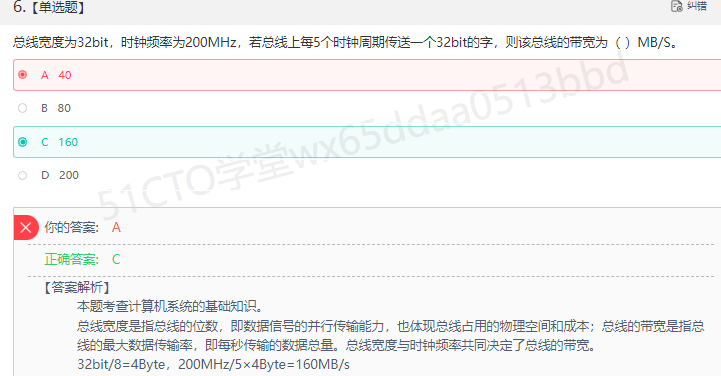 6.【单选题】
纠错
总线宽度为32bit，时钟频率为200MHz，若总线上每5个时钟周期传送一个32bit的字，则该总线的带宽为（ ）MB/S。
A 40
B 80
C 160
D 200
51CTO学堂wx65ddaa0513bbd
你的答案: A
正确答案: C
【答案解析】
本题考查计算机系统的基础知识。
总线宽度是指总线的位数，即数据信号的并行传输能力，也体现总线占用的物理空间和成本；总线的带宽是指总
线的最大数据传输率，即每秒传输的数据总量。总线宽度与时钟频率共同决定了总线的带宽。
32bit/8=4Byte，200MHz/5×4Byte=160MB/s